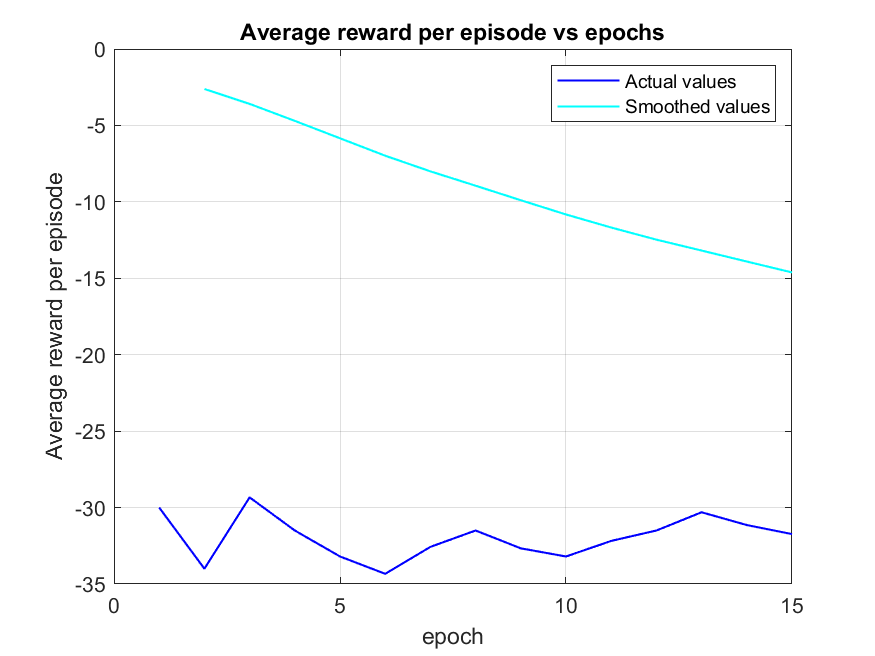 Average reward per episode vs epochs
Actual values
Smoothed values
Average reward per episode
0
-5
-10
-15
-20
-25
-30
-35
0 5 10 15
epoch